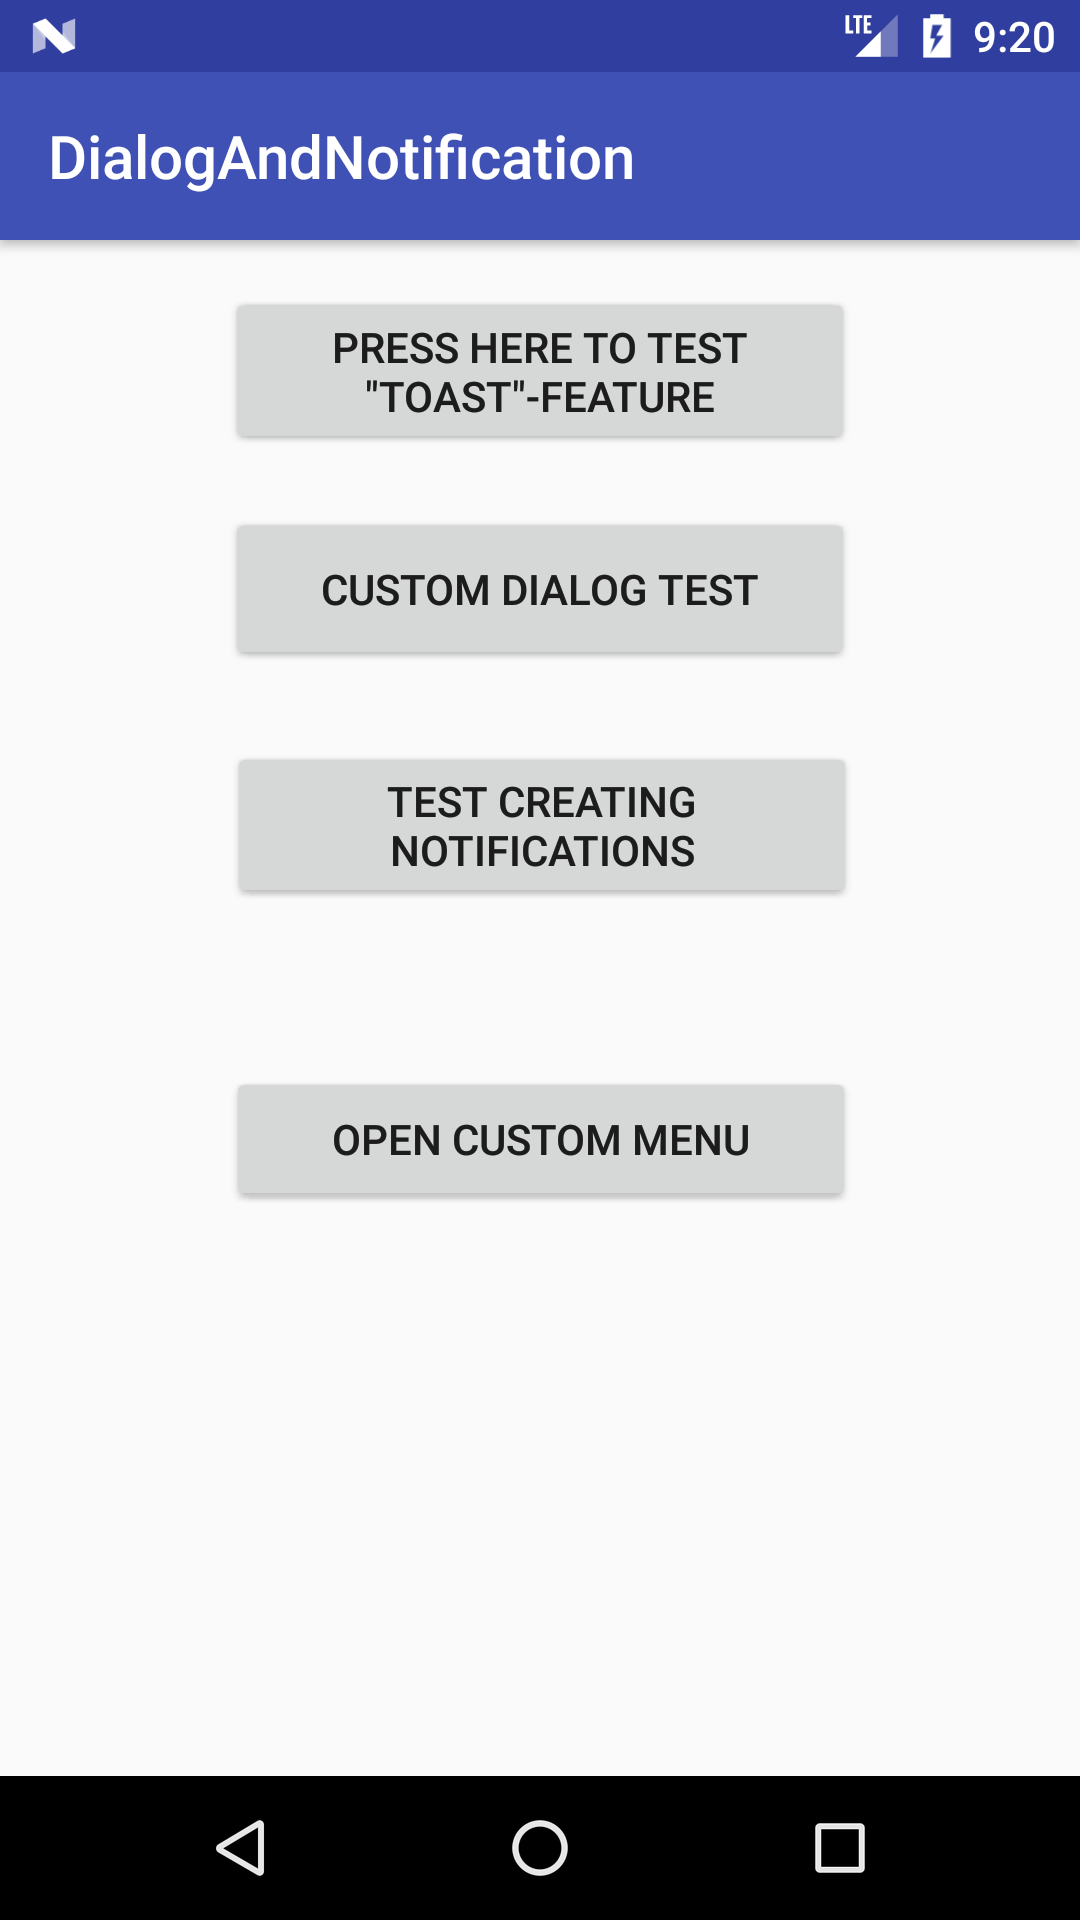 LTE 9:20
DialogAndNotification
PRESS HERE TO TEST
"TOAST"-FEATURE
CUSTOM DIALOG TEST
TEST CREATING
NOTIFICATIONS
OPEN CUSTOM MENU